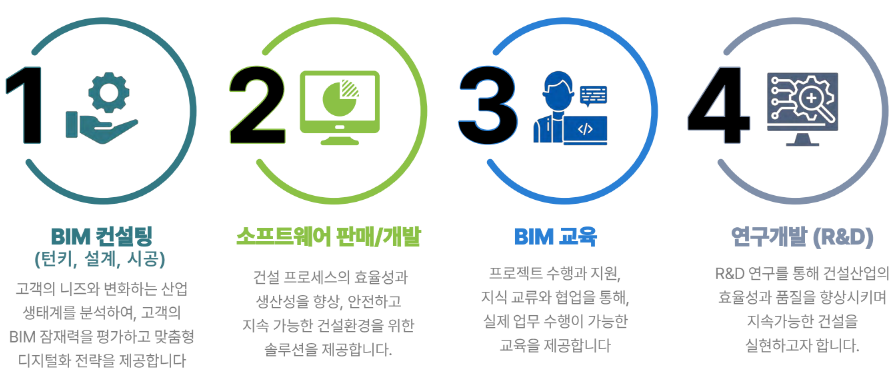 1
BIM 컨설팅
(턴키, 설계, 시공)
고객의 니즈와 변화하는 산업
생태계를 분석하여, 고객의
BIM 잠재력을 평가하고 맞춤형
디지털화 전략을 제공합니다
2
소프트웨어 판매/개발
건설 프로세스의 효율성과
생산성을 향상, 안전하고
지속 가능한 건설환경을 위한
솔루션을 제공합니다.
3
</>
BIM 교육
프로젝트 수행과 지원,
지식 교류와 협업을 통해,
실제 업무 수행이 가능한
교육을 제공합니다
4
연구개발 (R&D)
R&D 연구를 통해 건설산업의
효율성과 품질을 향상시키며
지속가능한 건설을
실현하고자 합니다.